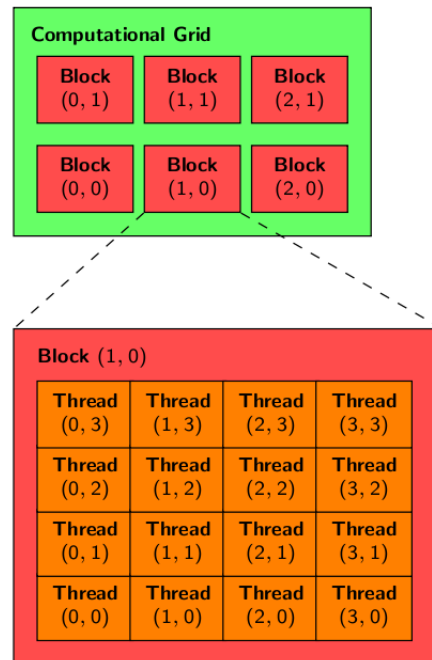 Computational Grid
Block Block Block
(0, 1) (1, 1) (2, 1)
Block Block Block
(0, 0) (1, 0) (2, 0)
Block (1, 0)
Thread Thread Thread Thread
(0, 3) (1, 3) (2, 3) (3, 3)
Thread Thread Thread Thread
(0, 2) (1, 2) (2, 2) (3, 2)
Thread Thread Thread Thread
(0, 1) (1, 1) (2, 1) (3, 1)
Thread Thread Thread Thread
(0, 0) (1, 0) (2, 0) (3, 0)